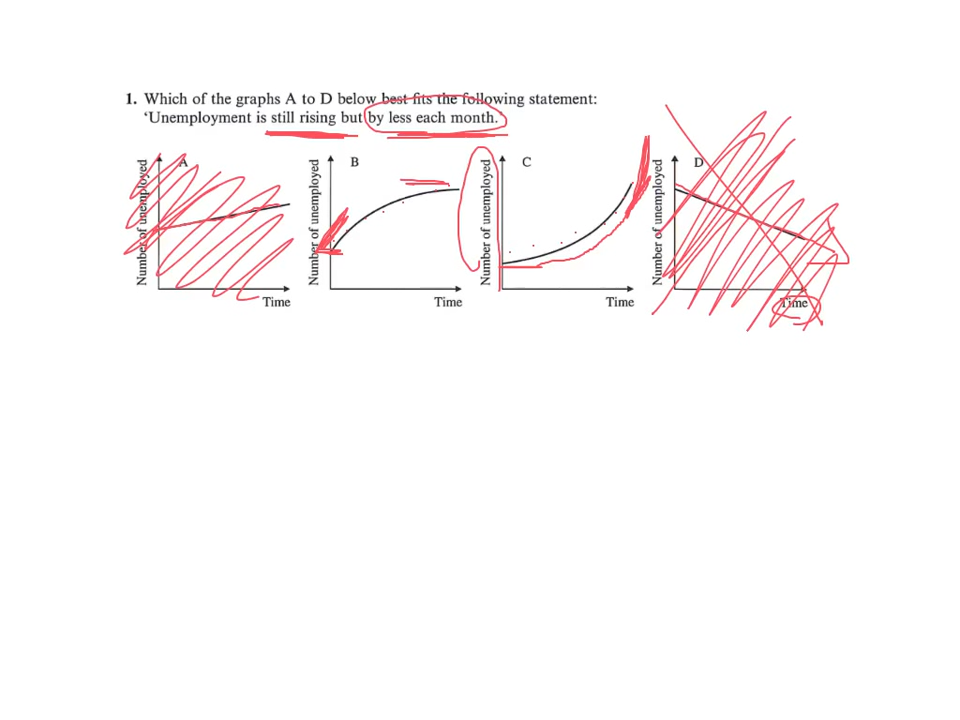 1. Which of the graphs A to D below best fits the following statement:
‘Unemployment is still rising but by less each month.’
Number of unemployed
A
Time
Number of unemployed
B
Time
Number of unemployed
C
Time
Number of unemployed
D
Time